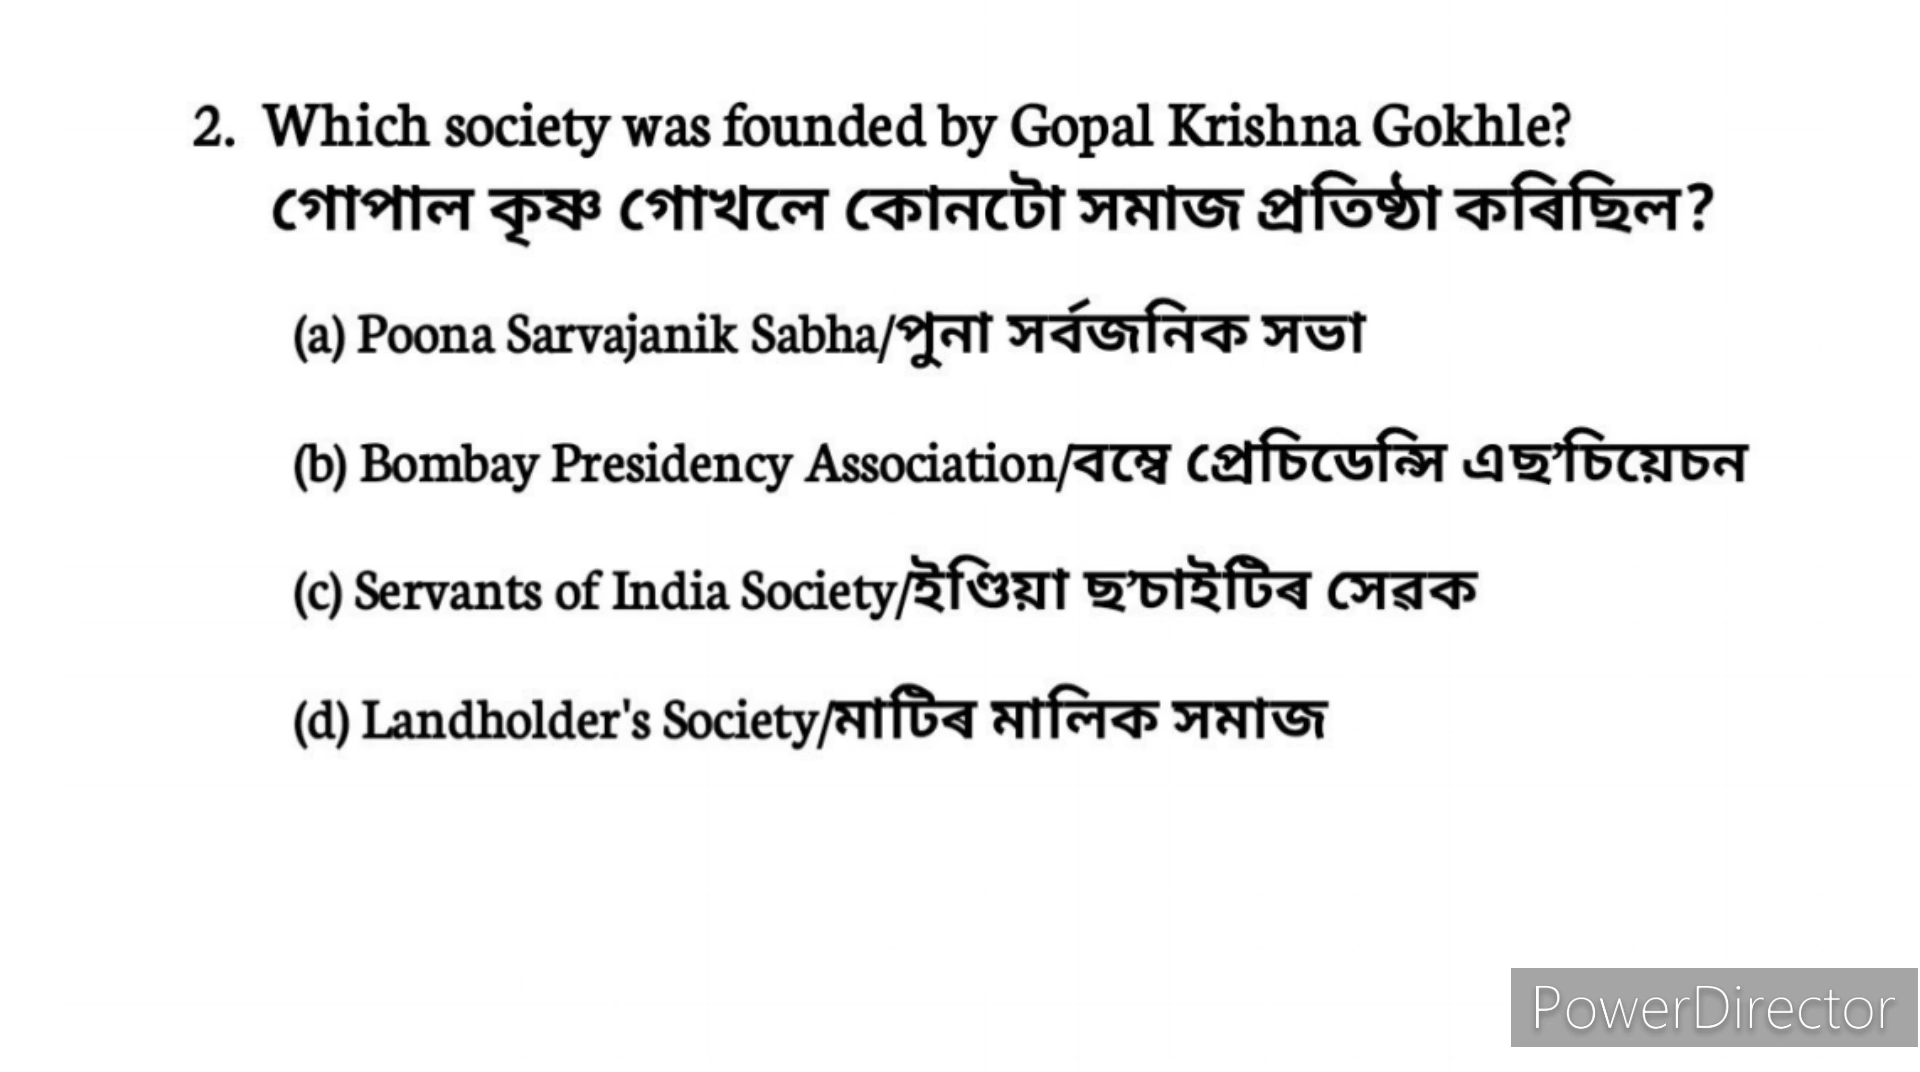 2. Which society was founded by Gopal Krishna Gokhle?
গোপাল কৃষ্ণ গোখলে কোনটো সমাজ প্ৰতিষ্ঠা কৰিছিল?
(a) Poona Sarvajanik Sabha/পুনা সৰ্বজনিক সভা
(b) Bombay Presidency Association/বম্বে প্ৰেচিডেন্সি এছ’চিয়েচন
(c) Servants of India Society/ইণ্ডিয়া ছ’চাইটিৰ সেৱক
(d) Landholder's Society/মাটিৰ মালিক সমাজ
PowerDirector